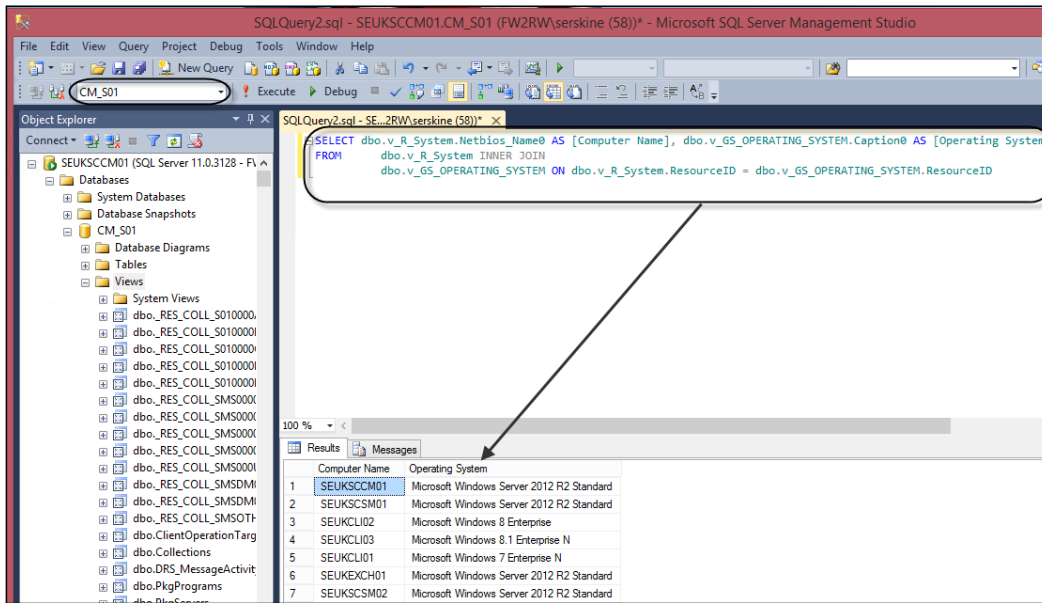 SQLQuery2.sql - SEUKSCCM01.CM_S01 (FW2RW\serskine (58))* - Microsoft SQL Server Management Studio
File Edit View Query Project Debug Tools Window Help
New Query
CM_S01 Execute Debug
Object Explorer
Connect
SEUKSCCM01 (SQL Server 11.0.3128 - FV
Databases
System Databases
Database Snapshots
CM_S01
Database Diagrams
Tables
Views
System Views
dbo._RES_COLL_S010000
dbo._RES_COLL_S010000
dbo._RES_COLL_S010000
dbo._RES_COLL_S010000
dbo._RES_COLL_S010000
dbo._RES_COLL_SMS000
dbo._RES_COLL_SMS000
dbo._RES_COLL_SMS000
dbo._RES_COLL_SMS000
dbo._RES_COLL_SMS000
dbo._RES_COLL_SMSDM
dbo._RES_COLL_SMSDM
dbo._RES_COLL_SMSOTH
dbo.ClientOperationTarg
dbo.Collections
dbo.DRS_MessageActivit
dbo.PkgPrograms
dbo.PkgServers
SQLQuery2.sql - SE...2RW\serskine (58))*
SELECT dbo.v_R_System.Netbios_Name0 AS [Computer Name], dbo.v_GS_OPERATING_SYSTEM.Caption0 AS [Operating System
FROM dbo.v_R_System INNER JOIN
dbo.v_GS_OPERATING_SYSTEM ON dbo.v_R_System.ResourceID = dbo.v_GS_OPERATING_SYSTEM.ResourceID
100 %
Results Messages
Computer Name Operating System
1 SEUKSCCM01 Microsoft Windows Server 2012 R2 Standard
2 SEUKSCSM01 Microsoft Windows Server 2012 R2 Standard
3 SEUKCLI02 Microsoft Windows 8 Enterprise
4 SEUKCLI03 Microsoft Windows 8.1 Enterprise N
5 SEUKCLI01 Microsoft Windows 7 Enterprise N
6 SEUKEXCH01 Microsoft Windows Server 2012 R2 Standard
7 SEUKSCSM02 Microsoft Windows Server 2012 R2 Standard